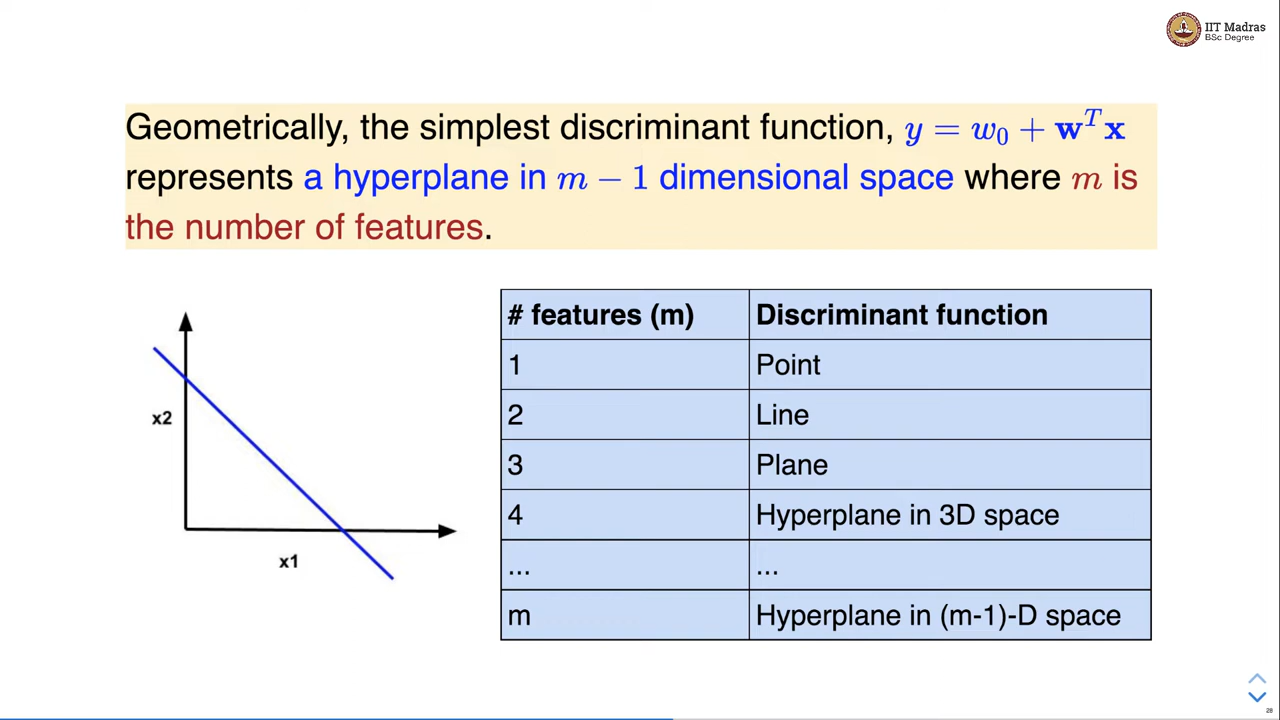 IIT Madras
BSc Degree
Geometrically, the simplest discriminant function, y = w₀ + wᵀx
represents a hyperplane in m − 1 dimensional space where m is
the number of features.
x2
x1
# features (m) Discriminant function
1 Point
2 Line
3 Plane
4 Hyperplane in 3D space
... ...
m Hyperplane in (m-1)-D space
28